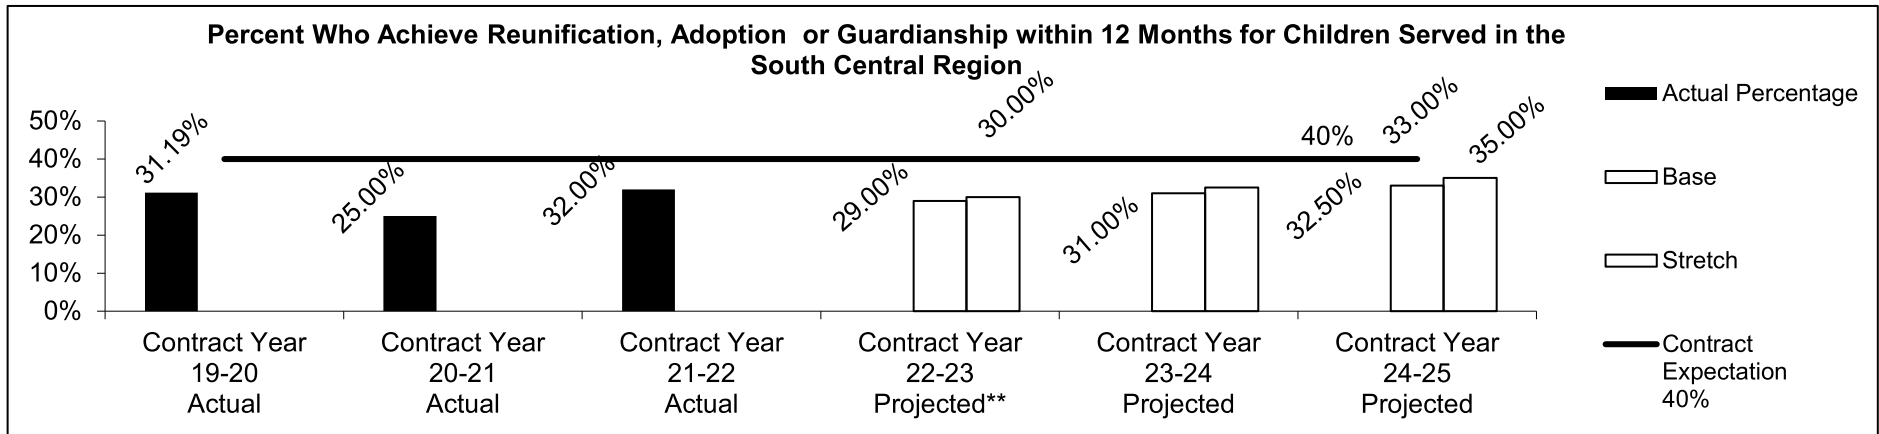 Percent Who Achieve Reunification, Adoption  or Guardianship within 12 Months for Children Served in the
South Central Region
50%
40%
30%
20%
10%
0%
31.19%
25.00%
32.00%
29.00%
30.00%
31.00%
32.50%
40%
33.00%
35.00%
Contract Year
19-20
Actual
Contract Year
20-21
Actual
Contract Year
21-22
Actual
Contract Year
22-23
Projected**
Contract Year
23-24
Projected
Contract Year
24-25
Projected
Actual Percentage
Base
Stretch
Contract
Expectation
40%